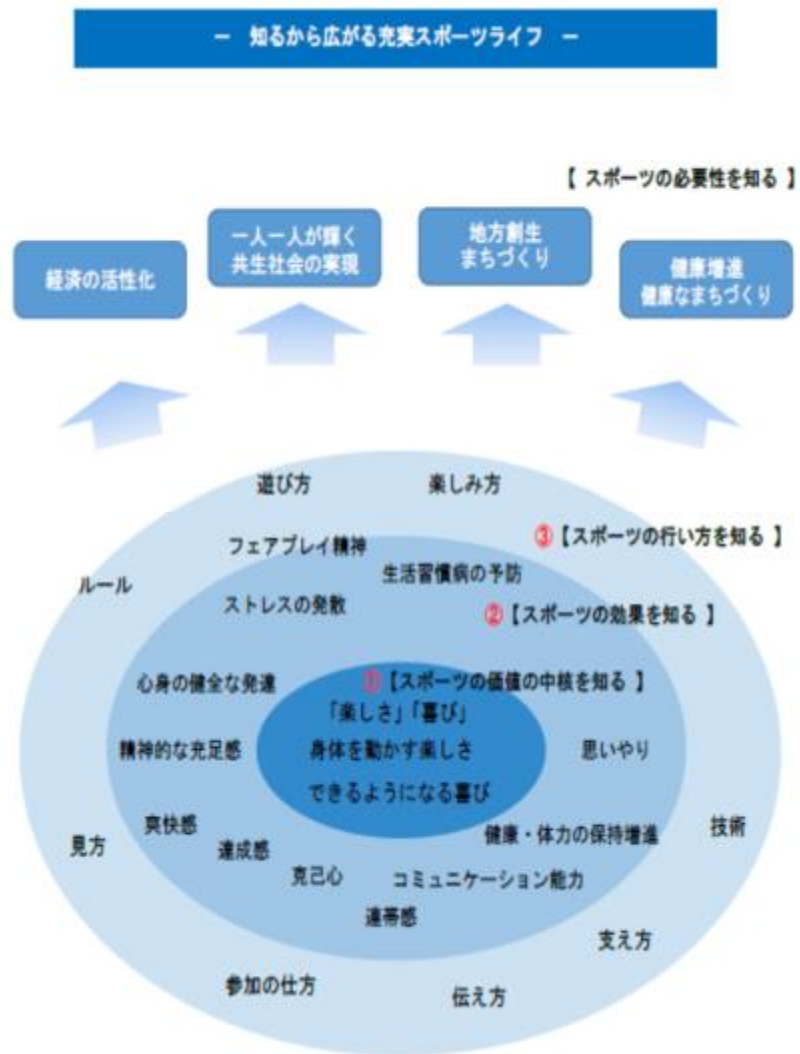 － 知るから広がる充実スポーツライフ －
【 スポーツの必要性を知る 】
経済の活性化
一人一人が輝く
共生社会の実現
地方創生
まちづくり
健康増進
健康なまちづくり
遊び方
楽しみ方
③【スポーツの行い方を知る 】
フェアプレイ精神
生活習慣病の予防
ルール
ストレスの発散
②【スポーツの効果を知る 】
心身の健全な発達
①【スポーツの価値の中核を知る 】
「楽しさ」「喜び」
精神的な充足感
身体を動かす楽しさ
思いやり
できるようになる喜び
爽快感
健康・体力の保持増進
技術
見方
達成感
克己心
コミュニケーション能力
連帯感
支え方
参加の仕方
伝え方